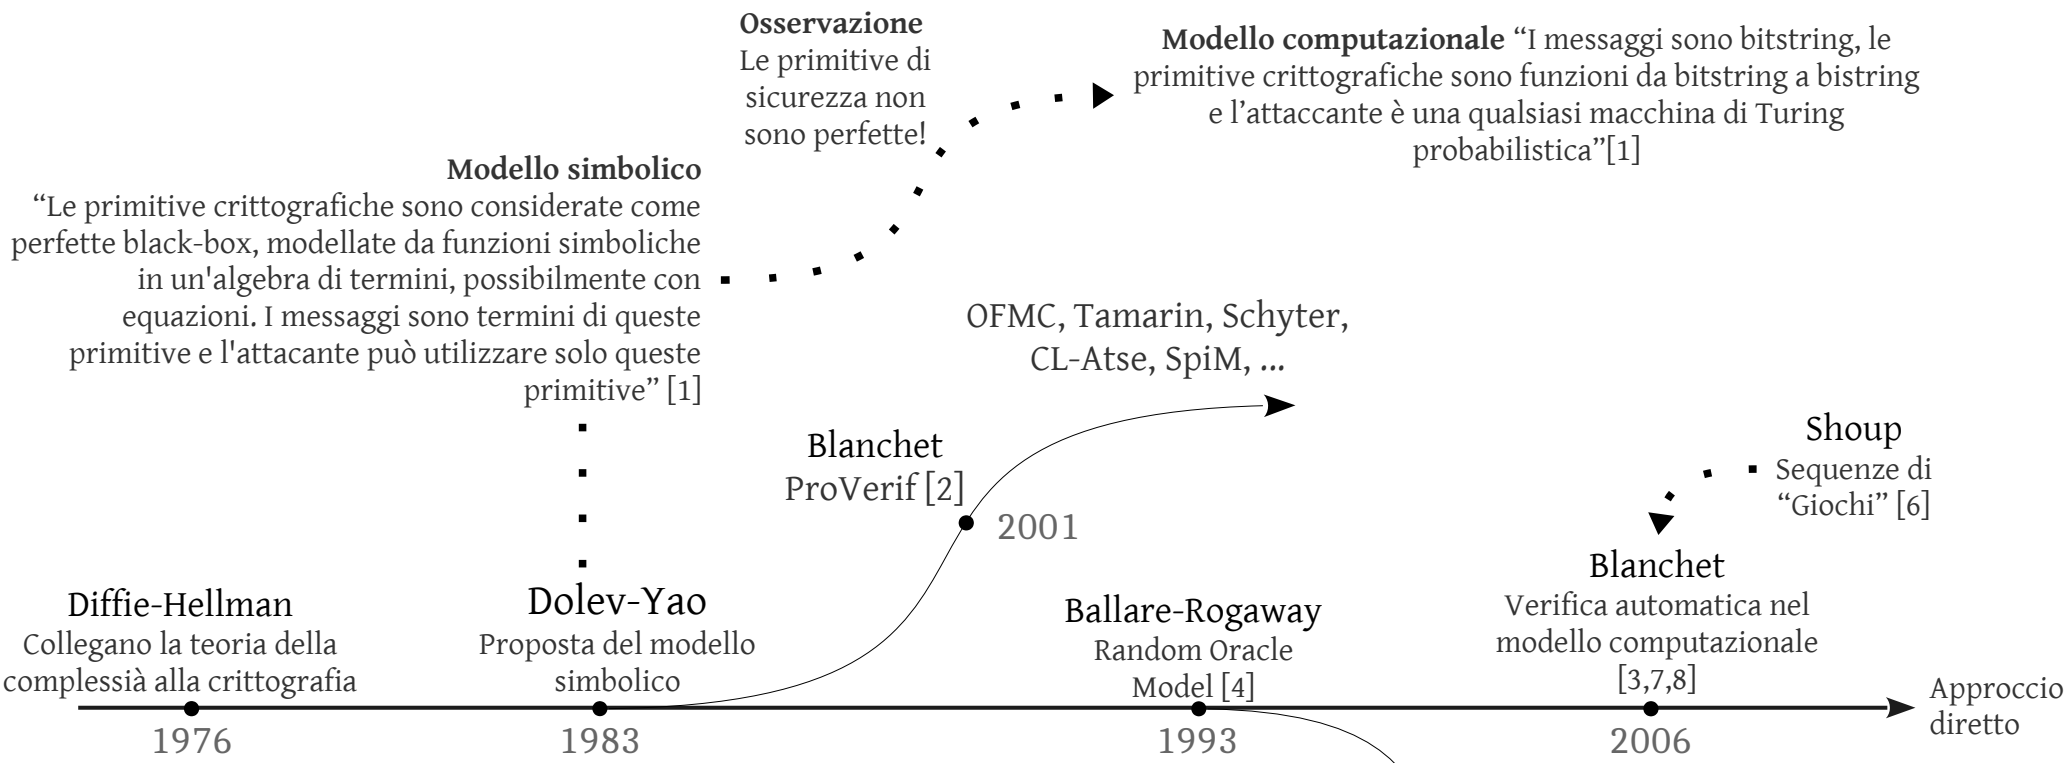 Osservazione
Le primitive di
sicurezza non
sono perfette!
Modello computazionale “I messaggi sono bitstring, le
primitive crittografiche sono funzioni da bitstring a bistring
e l’attaccante è una qualsiasi macchina di Turing
probabilistica”[1]
Modello simbolico
“Le primitive crittografiche sono considerate come
perfette black-box, modellate da funzioni simboliche
in un'algebra di termini, possibilmente con
equazioni. I messaggi sono termini di queste
primitive e l'attacante può utilizzare solo queste
primitive” [1]
OFMC, Tamarin, Schyter,
CL-Atse, SpiM, ...
Blanchet
ProVerif [2]
2001
Shoup
Sequenze di
“Giochi” [6]
Diffie-Hellman
Collegano la teoria della
complessià alla crittografia
Dolev-Yao
Proposta del modello
simbolico
Ballare-Rogaway
Random Oracle
Model [4]
Blanchet
Verifica automatica nel
modello computazionale
[3,7,8]
Approccio
diretto
1976
1983
1993
2006